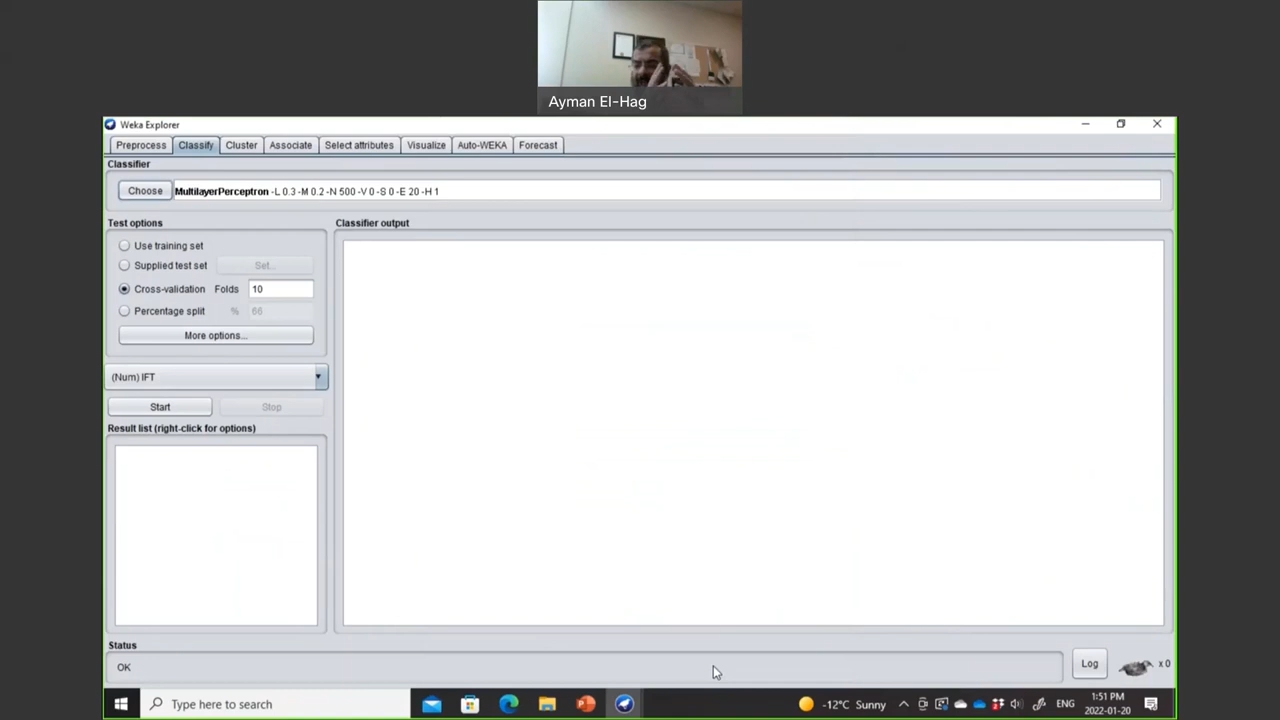 Ayman El-Hag
Weka Explorer
Preprocess Classify Cluster Associate Select attributes Visualize Auto-WEKA Forecast
Classifier
Choose MultilayerPerceptron -L 0.3 -M 0.2 -N 500 -V 0 -S 0 -E 20 -H 1
Test options
Use training set
Supplied test set Set...
Cross-validation Folds 10
Percentage split % 66
More options...
(Num) IFT
Start Stop
Result list (right-click for options)
Classifier output
Status
OK
Log x 0
Type here to search
-12°C Sunny
ENG
1:51 PM
2022-01-20